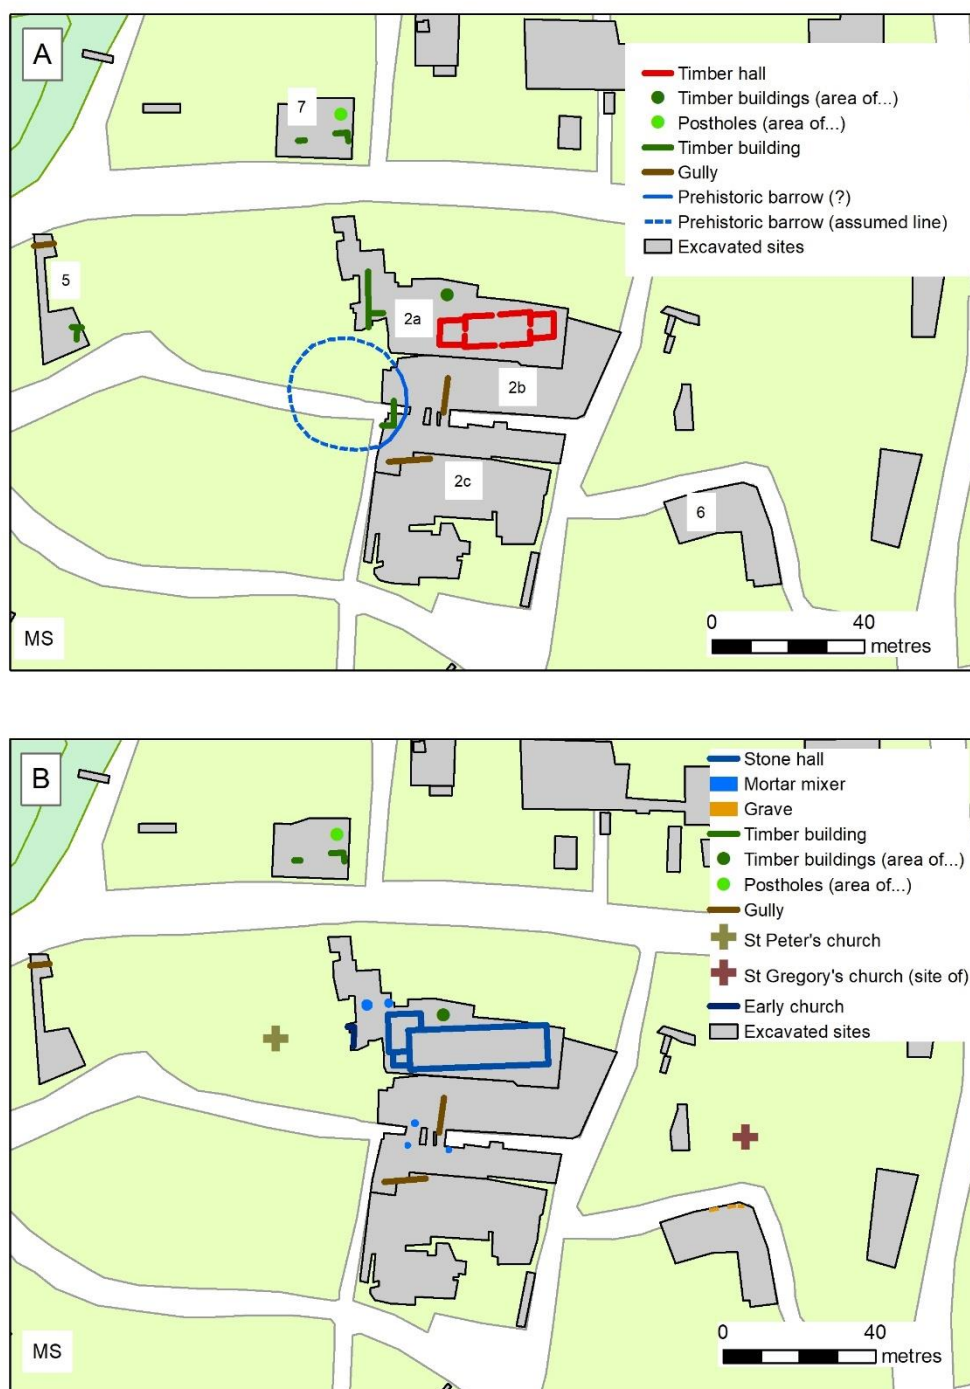 A
Timber hall
Timber buildings (area of...)
Postholes (area of...)
Timber building
Gully
Prehistoric barrow (?)
Prehistoric barrow (assumed line)
Excavated sites
7
5
2a
2b
2c
6
0 40
metres
MS
B
Stone hall
Mortar mixer
Grave
Timber building
Timber buildings (area of...)
Postholes (area of...)
Gully
St Peter's church
St Gregory's church (site of)
Early church
Excavated sites
0 40
metres
MS